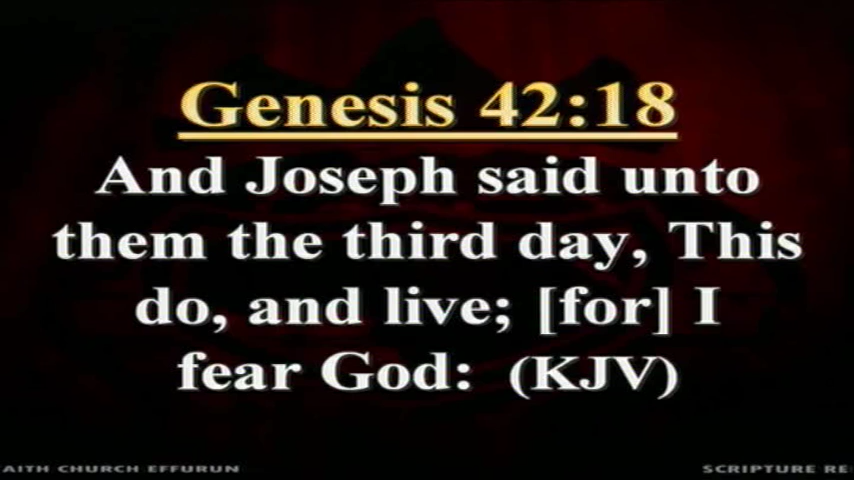 Genesis 42:18
And Joseph said unto
them the third day, This
do, and live; [for] I
fear God: (KJV)
AITH CHURCH EFFURUN
SCRIPTURE RE